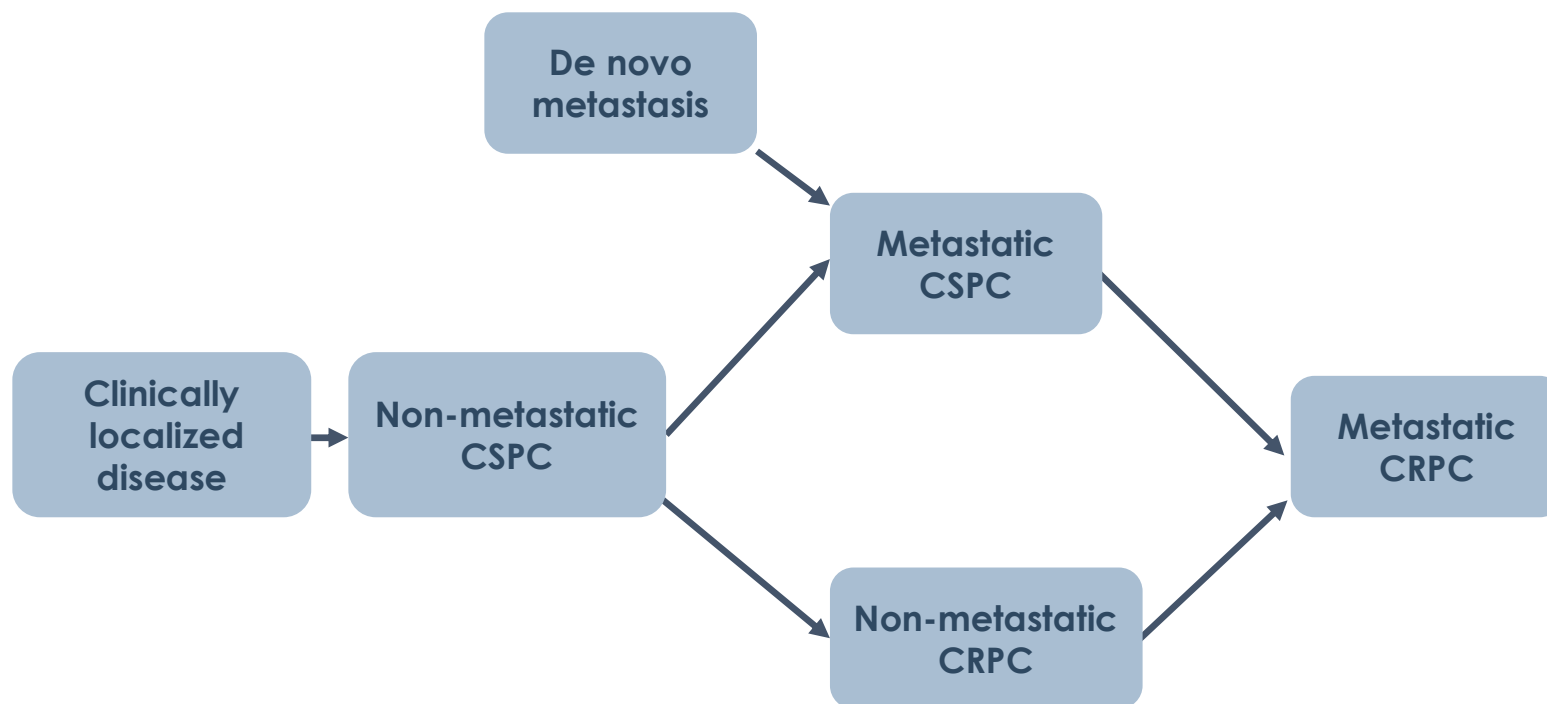 De novo
metastasis
Metastatic
CSPC
Clinically
localized
disease
Non-metastatic
CSPC
Metastatic
CRPC
Non-metastatic
CRPC